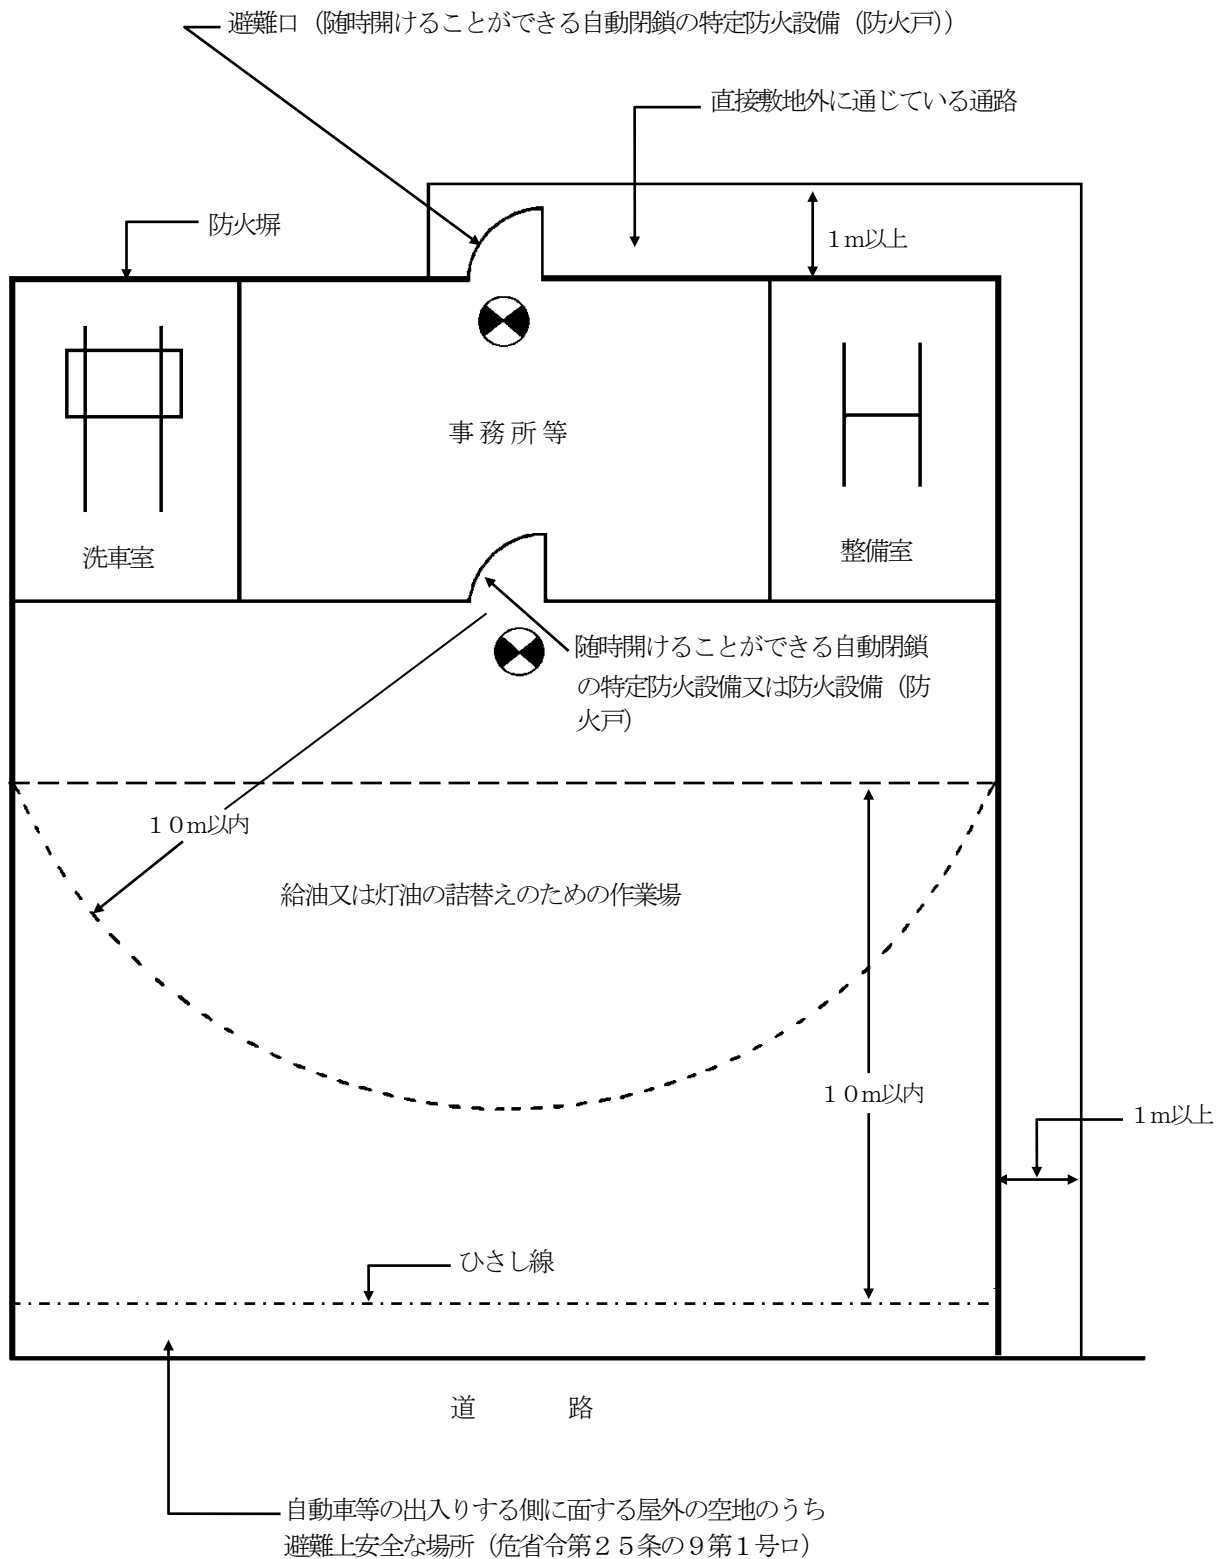 避難口（随時開けることができる自動閉鎖の特定防火設備（防火戸））
直接敷地外に通じている通路
防火塀
１ｍ以上
事務所等
洗車室
整備室
随時開けることができる自動閉鎖
の特定防火設備又は防火設備（防
火戸）
１０ｍ以内
給油又は灯油の詰替えのための作業場
１０ｍ以内
１ｍ以上
ひさし線
道　　路
自動車等の出入りする側に面する屋外の空地のうち
避難上安全な場所（危省令第２５条の９第１号ロ）